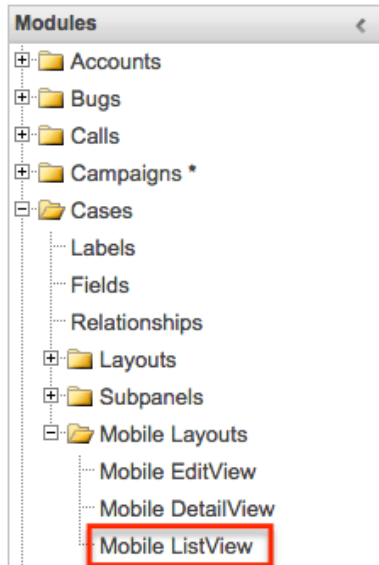 Modules
Accounts
Bugs
Calls
Campaigns *
Cases
Labels
Fields
Relationships
Layouts
Subpanels
Mobile Layouts
Mobile EditView
Mobile DetailView
Mobile ListView